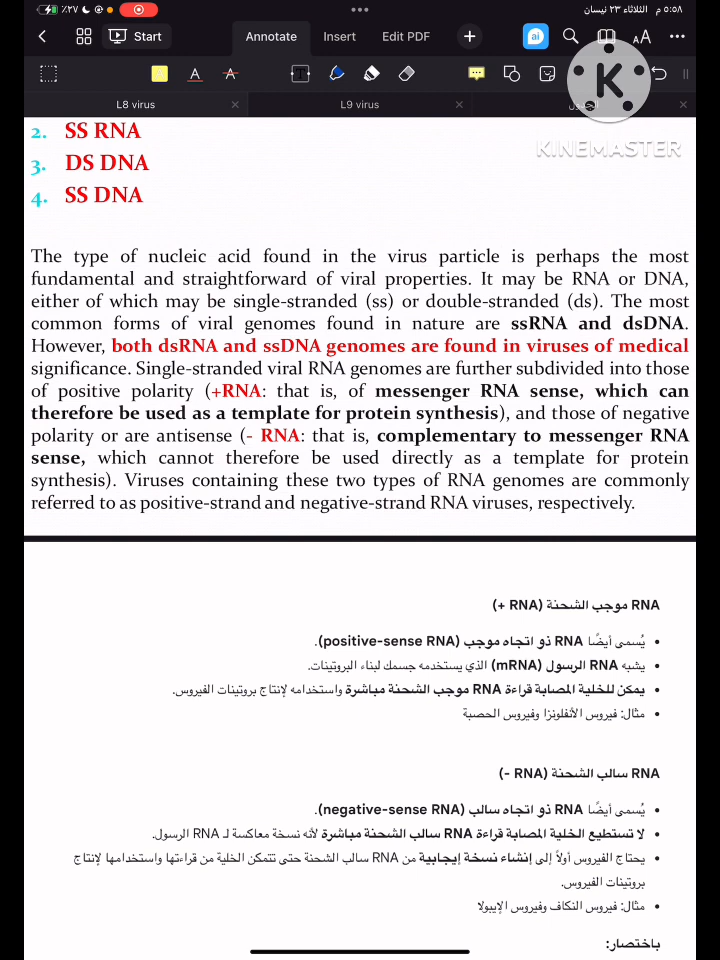 ٪٢٧
٥:٥٨ م الثلاثاء ٢٣ نيسان
Start
Annotate
Insert
Edit PDF
ai
AA
L8 virus
L9 virus
الجدول
K
KINEMASTER
2. SS RNA
3. DS DNA
4. SS DNA
The type of nucleic acid found in the virus particle is perhaps the most
fundamental and straightforward of viral properties. It may be RNA or DNA,
either of which may be single-stranded (ss) or double-stranded (ds). The most
common forms of viral genomes found in nature are ssRNA and dsDNA.
However, both dsRNA and ssDNA genomes are found in viruses of medical
significance. Single-stranded viral RNA genomes are further subdivided into those
of positive polarity (+RNA: that is, of messenger RNA sense, which can
therefore be used as a template for protein synthesis), and those of negative
polarity or are antisense (- RNA: that is, complementary to messenger RNA
sense, which cannot therefore be used directly as a template for protein
synthesis). Viruses containing these two types of RNA genomes are commonly
referred to as positive-strand and negative-strand RNA viruses, respectively.
RNA موجب الشحنة (RNA +)
• يُسمى أيضًا RNA ذو اتجاه موجب (positive-sense RNA).
• يشبه RNA الرسول (mRNA) الذي يستخدمه جسمك لبناء البروتينات.
• يمكن للخلية المصابة قراءة RNA موجب الشحنة مباشرة واستخدامه لإنتاج بروتينات الفيروس.
• مثال: فيروس الأنفلونزا وفيروس الحصبة
RNA سالب الشحنة (RNA -)
• يُسمى أيضًا RNA ذو اتجاه سالب (negative-sense RNA).
• لا تستطيع الخلية المصابة قراءة RNA سالب الشحنة مباشرة لأنه نسخة معاكسة لـ RNA الرسول.
• يحتاج الفيروس أولاً إلى إنشاء نسخة إيجابية من RNA سالب الشحنة حتى تتمكن الخلية من قراءتها واستخدامها لإنتاج
بروتينات الفيروس.
• مثال: فيروس النكاف وفيروس الإيبولا
باختصار: